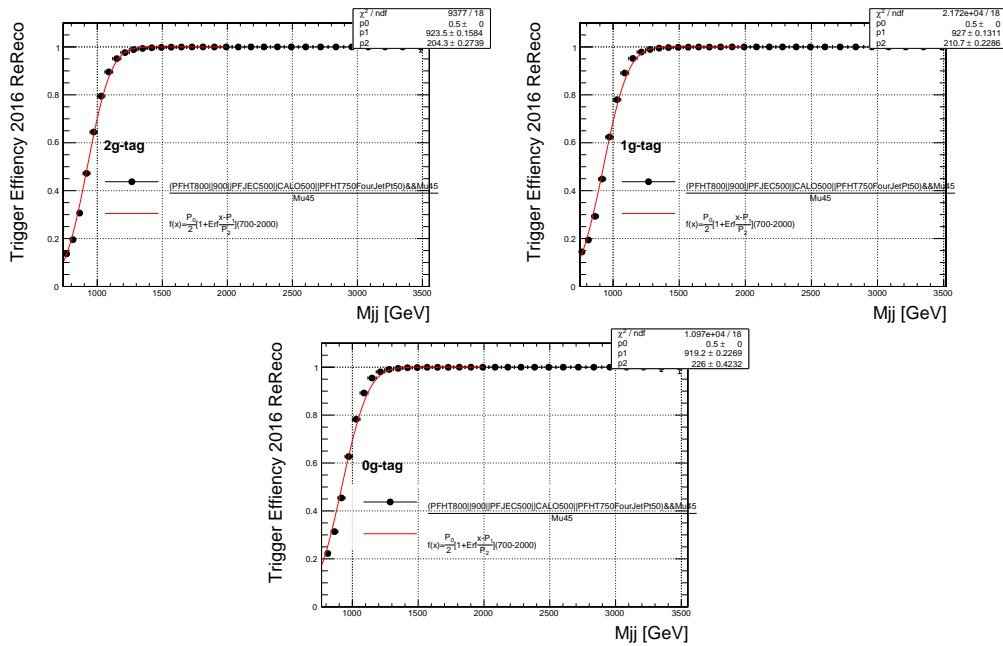 χ² / ndf 9377 / 18
p0 0.5 ± 0
p1 923.5 ± 0.1584
p2 204.3 ± 0.2739
Trigger Effiency 2016 ReReco
1
0.8
0.6
0.4
0.2
0
2g-tag
(PFHT800||900||PFJEC500||CALO500||PFHT750FourJetPt50)&&Mu45
Mu45
f(x)=P₀/2[1+Erf x-P₁/P₂](700-2000)
1000 1500 2000 2500 3000 3500
Mjj [GeV]
χ² / ndf 2.172e+04 / 18
p0 0.5 ± 0
p1 927 ± 0.1311
p2 210.7 ± 0.2286
Trigger Effiency 2016 ReReco
1
0.8
0.6
0.4
0.2
0
1g-tag
(PFHT800||900||PFJEC500||CALO500||PFHT750FourJetPt50)&&Mu45
Mu45
f(x)=P₀/2[1+Erf x-P₁/P₂](700-2000)
1000 1500 2000 2500 3000 3500
Mjj [GeV]
χ² / ndf 1.097e+04 / 18
p0 0.5 ± 0
p1 919.2 ± 0.2269
p2 226 ± 0.4232
Trigger Effiency 2016 ReReco
1
0.8
0.6
0.4
0.2
0
0g-tag
(PFHT800||900||PFJEC500||CALO500||PFHT750FourJetPt50)&&Mu45
Mu45
f(x)=P₀/2[1+Erf x-P₁/P₂](700-2000)
1000 1500 2000 2500 3000 3500
Mjj [GeV]